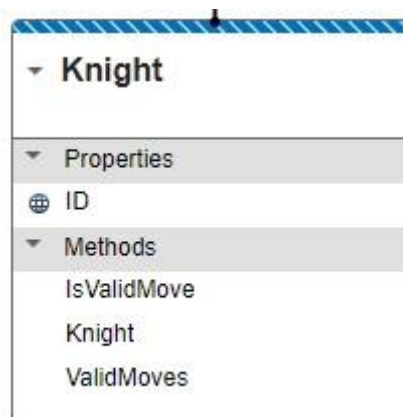 Knight
Properties
ID
Methods
IsValidMove
Knight
ValidMoves